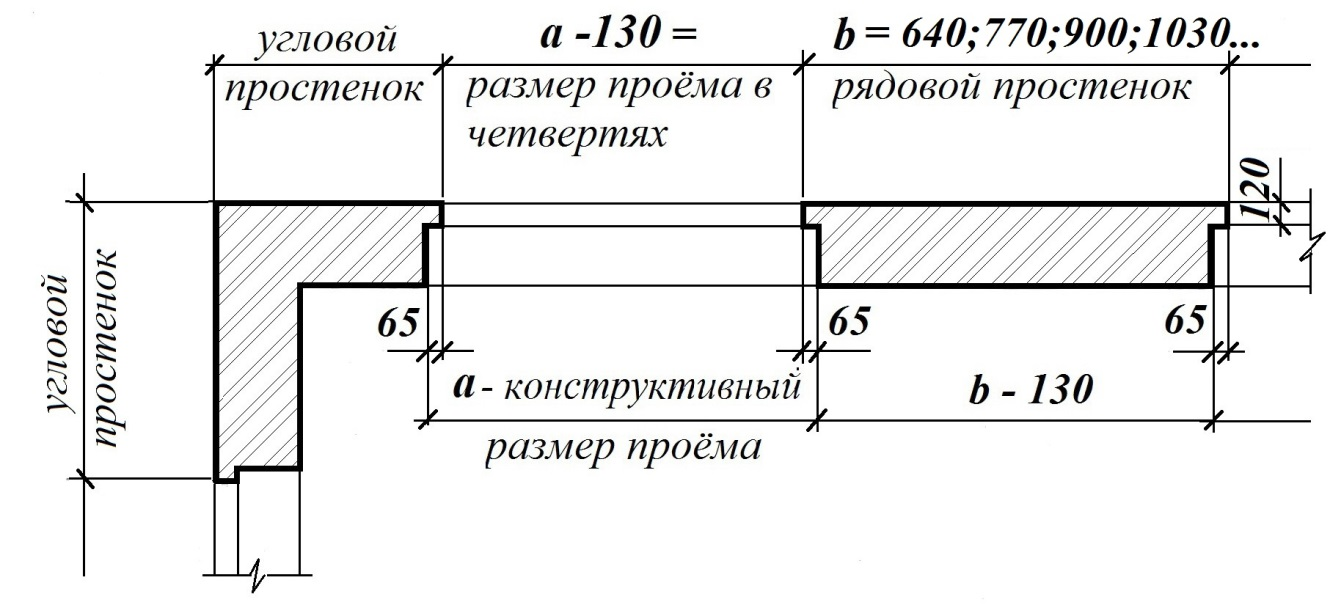 угловой
простенок
a -130 =
размер проёма в
четвертях
b = 640;770;900;1030...
рядовой простенок
120
угловой
простенок
65
65
65
a - конструктивный
размер проёма
b - 130